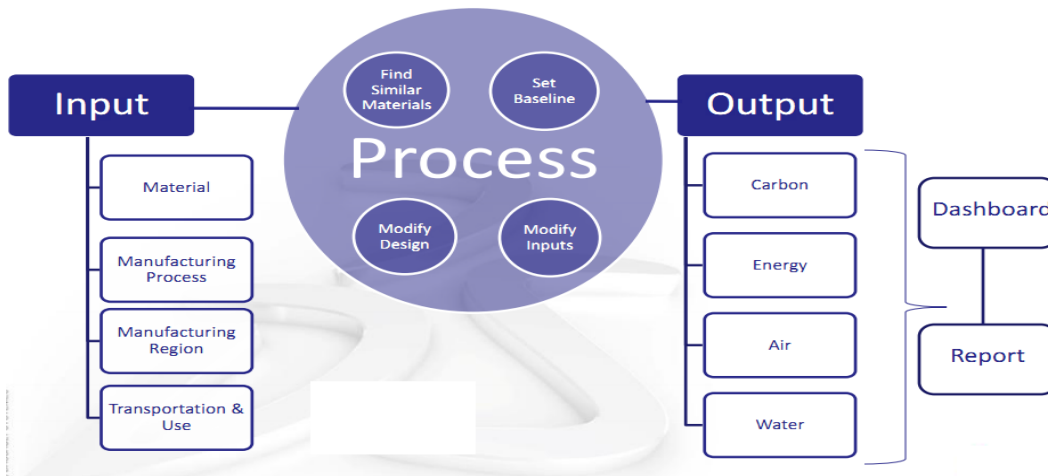 Input
Material
Manufacturing
Process
Manufacturing
Region
Transportation &
Use
Find
Similar
Materials
Set
Baseline
Process
Modify
Design
Modify
Inputs
Output
Carbon
Energy
Air
Water
Dashboard
Report